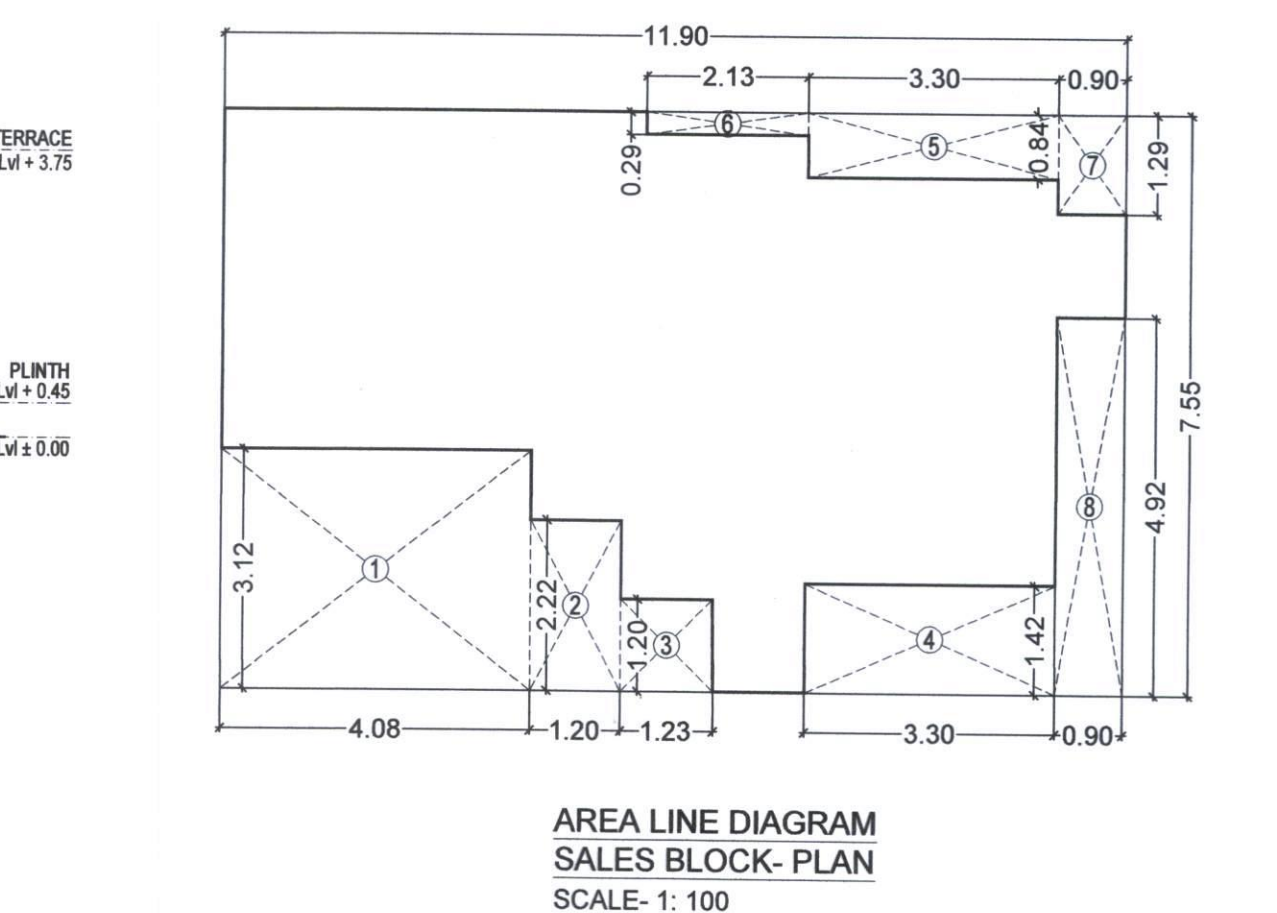 11.90
2.13 3.30 0.90
TERRACE
Lvl + 3.75
6
5
0.84
7
1.29
0.29
PLINTH
Lvl + 0.45
Lvl ± 0.00
7.55
8
4.92
3.12
1
2.22
2
1.20
3
4
1.42
4.08 1.20 1.23 3.30 0.90
AREA LINE DIAGRAM
SALES BLOCK- PLAN
SCALE- 1: 100